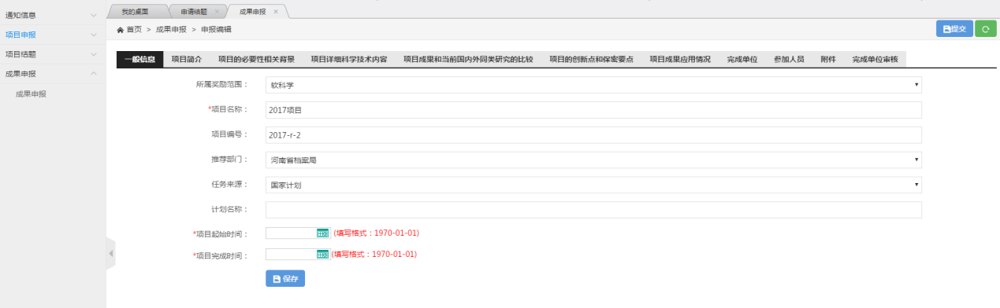 我的桌面 申请结题 × 成果申报 ×
通知信息
项目申报
项目结题
成果申报
成果申报
首页 > 成果申报 > 申报编辑
提交
一般信息 项目简介 项目的必要性相关背景 项目详细科学技术内容 项目成果和当前国内外同类研究的比较 项目的创新点和保密要点 项目成果应用情况 完成单位 参加人员 附件 完成单位审核
所属奖励范围： 软科学
*项目名称： 2017项目
项目编号： 2017-r-2
推荐部门： 河南省档案局
任务来源： 国家计划
计划名称：
*项目起始时间： (填写格式：1970-01-01)
*项目完成时间： (填写格式：1970-01-01)
保存